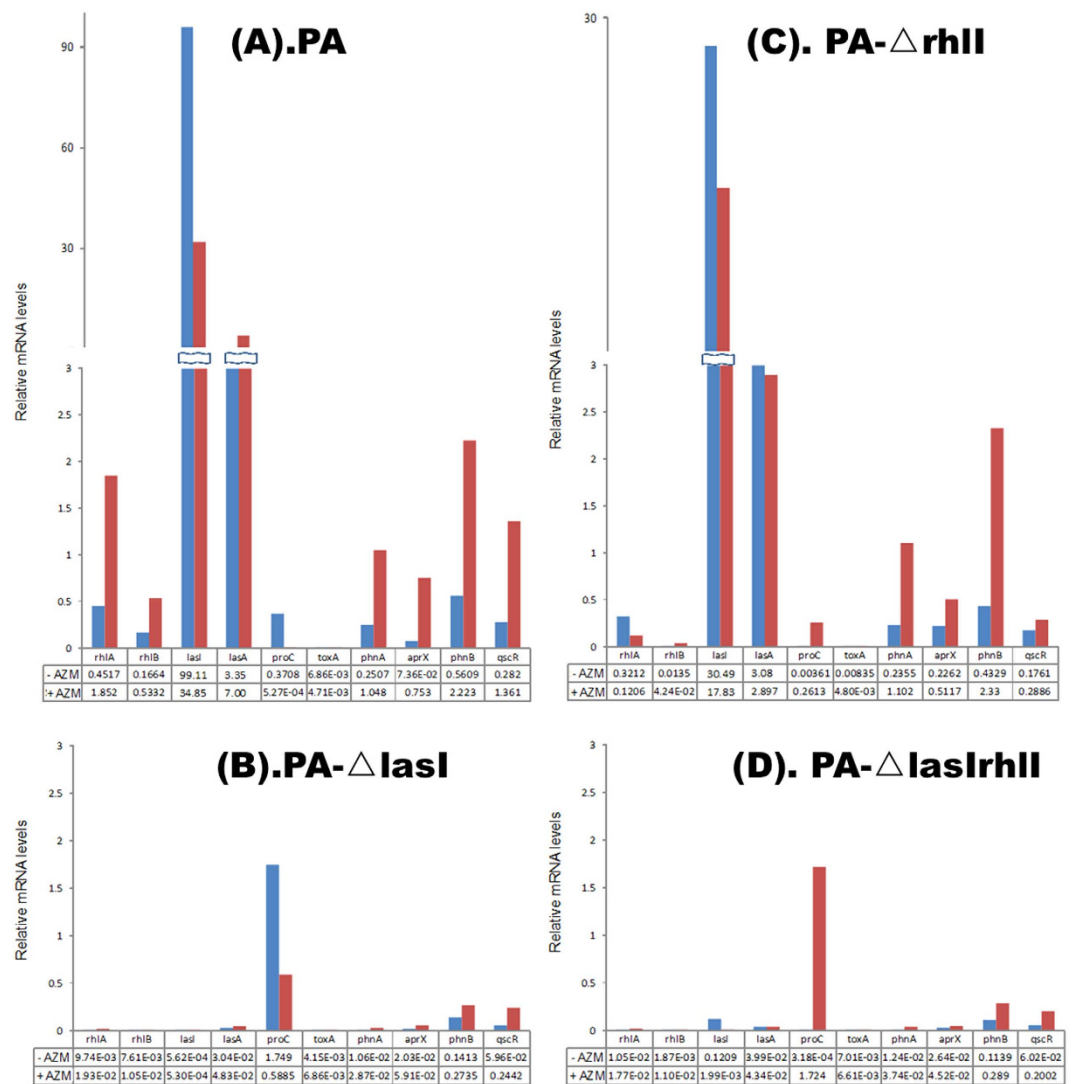 (A).PA
90
60
30
Relative mRNA levels
3
2.5
2
1.5
1
0.5
0
rhlA rhlB lasI lasA proC toxA phnA aprX phnB qscR
- AZM 0.4517 0.1664 99.11 3.35 0.3708 6.86E-03 0.2507 7.36E-02 0.5609 0.282
+ AZM 1.852 0.5332 34.85 7.00 5.27E-04 4.71E-03 1.048 0.753 2.223 1.361
(C). PA-△rhlI
30
Relative mRNA levels
3
2.5
2
1.5
1
0.5
0
rhlA rhlB lasI lasA proC toxA phnA aprX phnB qscR
- AZM 0.3212 0.0135 30.49 3.08 0.00361 0.00835 0.2355 0.2262 0.4329 0.1761
+ AZM 0.1206 4.24E-02 17.83 2.897 0.2613 4.80E-03 1.102 0.5117 2.33 0.2886
(B).PA-△lasI
Relative mRNA levels
3
2.5
2
1.5
1
0.5
0
rhlA rhlB lasI lasA proC toxA phnA aprX phnB qscR
- AZM 9.74E-03 7.61E-03 5.62E-04 3.04E-02 1.749 4.15E-03 1.06E-02 2.03E-02 0.1413 5.96E-02
+ AZM 1.93E-02 1.05E-02 5.30E-04 4.83E-02 0.5885 6.86E-03 2.87E-02 5.91E-02 0.2735 0.2442
(D). PA-△lasIrhlI
Relative mRNA levels
3
2.5
2
1.5
1
0.5
0
rhlA rhlB lasI lasA proC toxA phnA aprX phnB qscR
- AZM 1.05E-02 1.87E-03 0.1209 3.99E-02 3.18E-04 7.01E-03 1.24E-02 2.64E-02 0.1139 6.02E-02
+ AZM 1.77E-02 1.10E-02 1.99E-03 4.34E-02 1.724 6.61E-03 3.74E-02 4.52E-02 0.289 0.2002